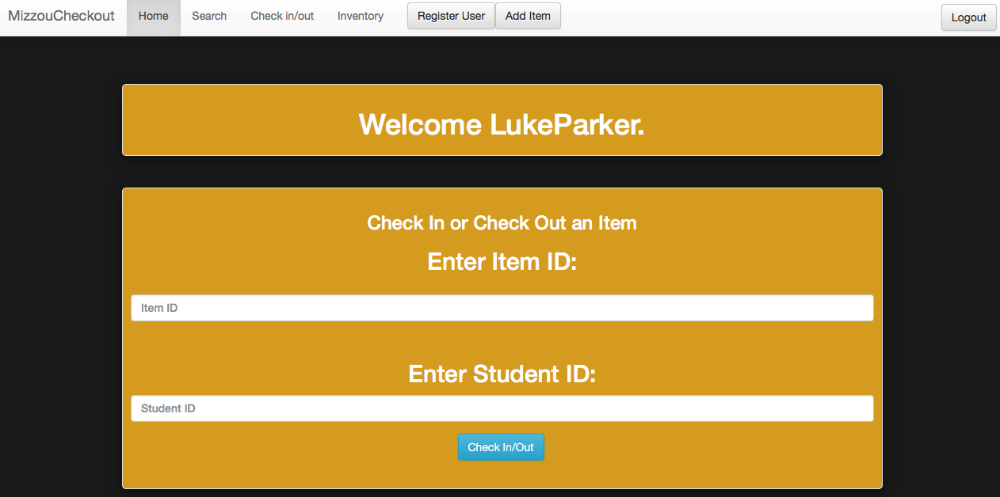 MizzouCheckout Home Search Check in/out Inventory Register User Add Item Logout
Welcome LukeParker.
Check In or Check Out an Item
Enter Item ID:
Item ID
Enter Student ID:
Student ID
Check In/Out